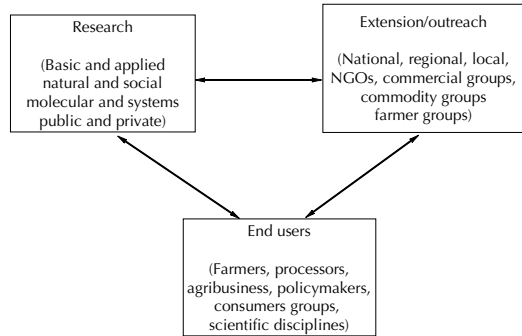 Research
(Basic and applied
natural and social
molecular and systems
public and private)
Extension/outreach
(National, regional, local,
NGOs, commercial groups,
commodity groups
farmer groups)
End users
(Farmers, processors,
agribusiness, policymakers,
consumers groups,
scientific disciplines)